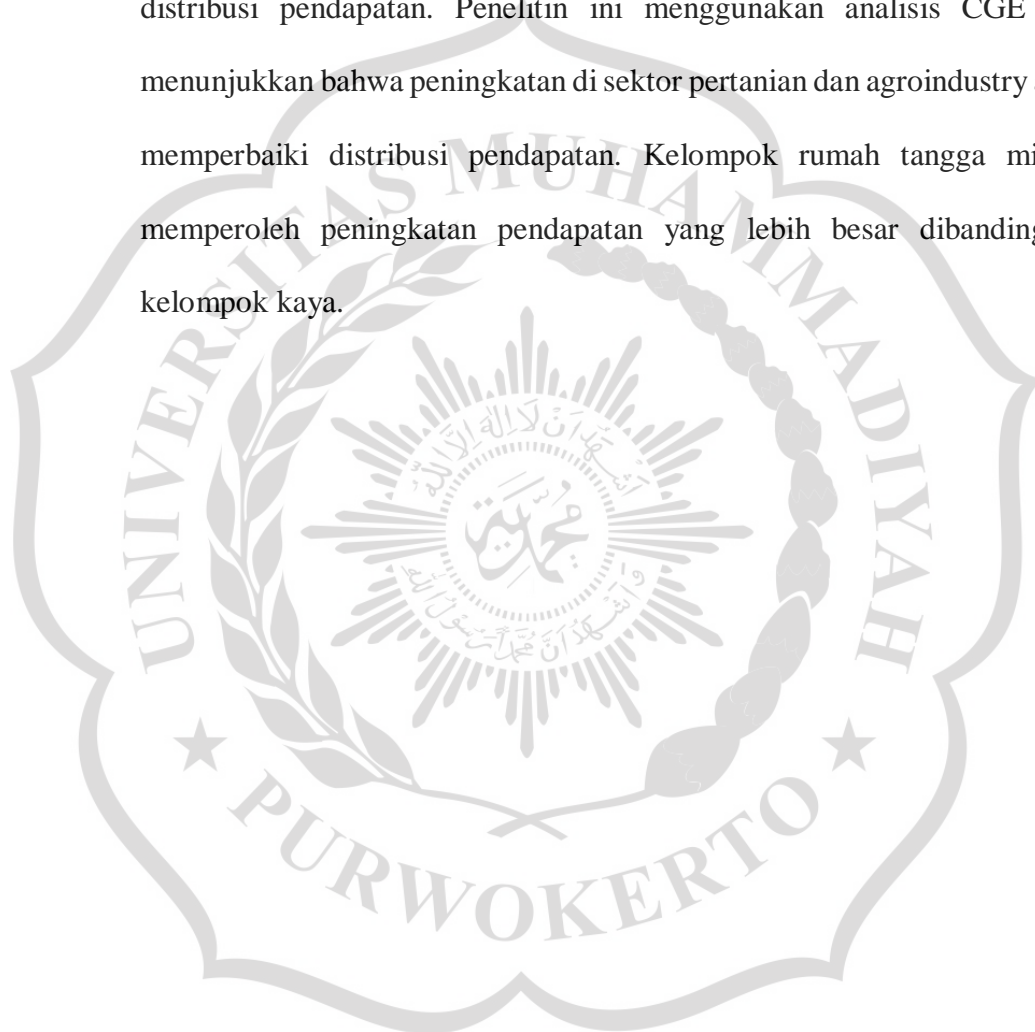 distribusi pendapatan. Penelitin ini menggunakan analisis CGE
menunjukkan bahwa peningkatan di sektor pertanian dan agroindustry
memperbaiki distribusi pendapatan. Kelompok rumah tangga
memperoleh peningkatan pendapatan yang lebih besar
kelompok kaya.
UNIVERSITAS MUHAMMADIYAH
PURWOKERTO